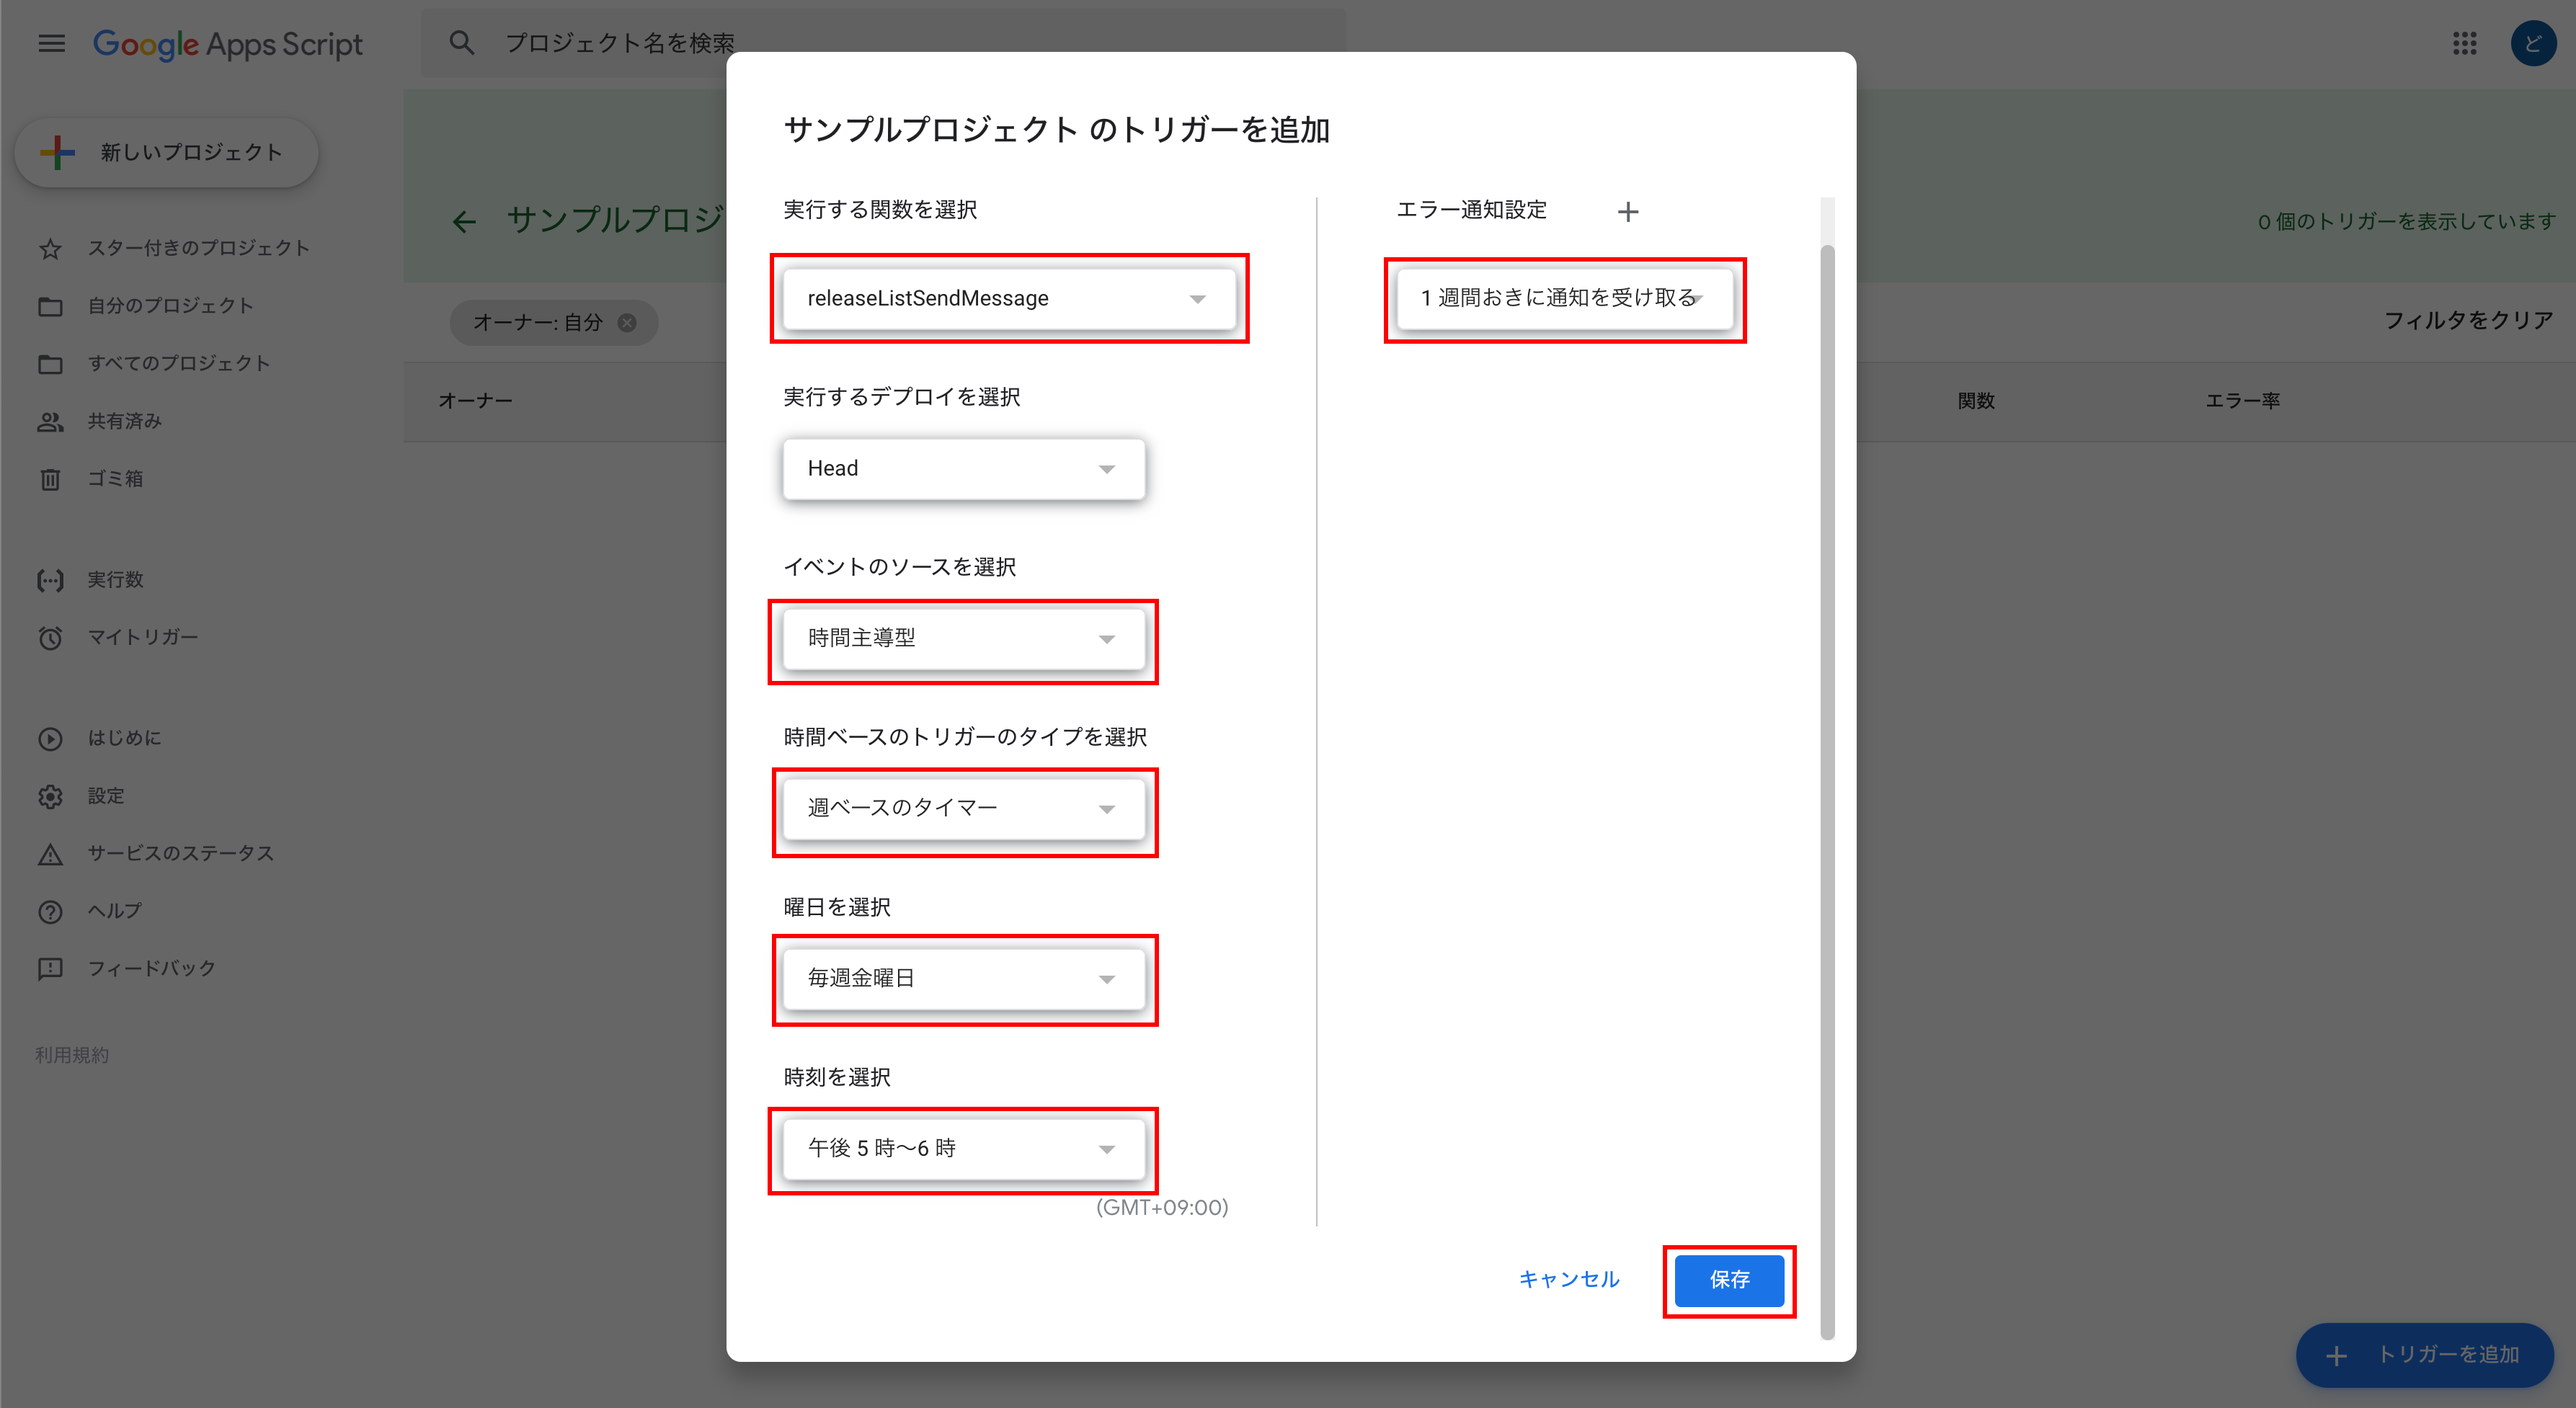 Google Apps Script
プロジェクト名を検索
ど
新しいプロジェクト
スター付きのプロジェクト
自分のプロジェクト
すべてのプロジェクト
共有済み
ゴミ箱
実行数
マイトリガー
はじめに
設定
サービスのステータス
ヘルプ
フィードバック
利用規約
サンプルプロジ
0 個のトリガーを表示しています
オーナー: 自分
フィルタをクリア
オーナー
関数
エラー率
サンプルプロジェクト のトリガーを追加
実行する関数を選択
releaseListSendMessage
実行するデプロイを選択
Head
イベントのソースを選択
時間主導型
時間ベースのトリガーのタイプを選択
週ベースのタイマー
曜日を選択
毎週金曜日
時刻を選択
午後 5 時～6 時
(GMT+09:00)
エラー通知設定
1 週間おきに通知を受け取る
キャンセル
保存
トリガーを追加